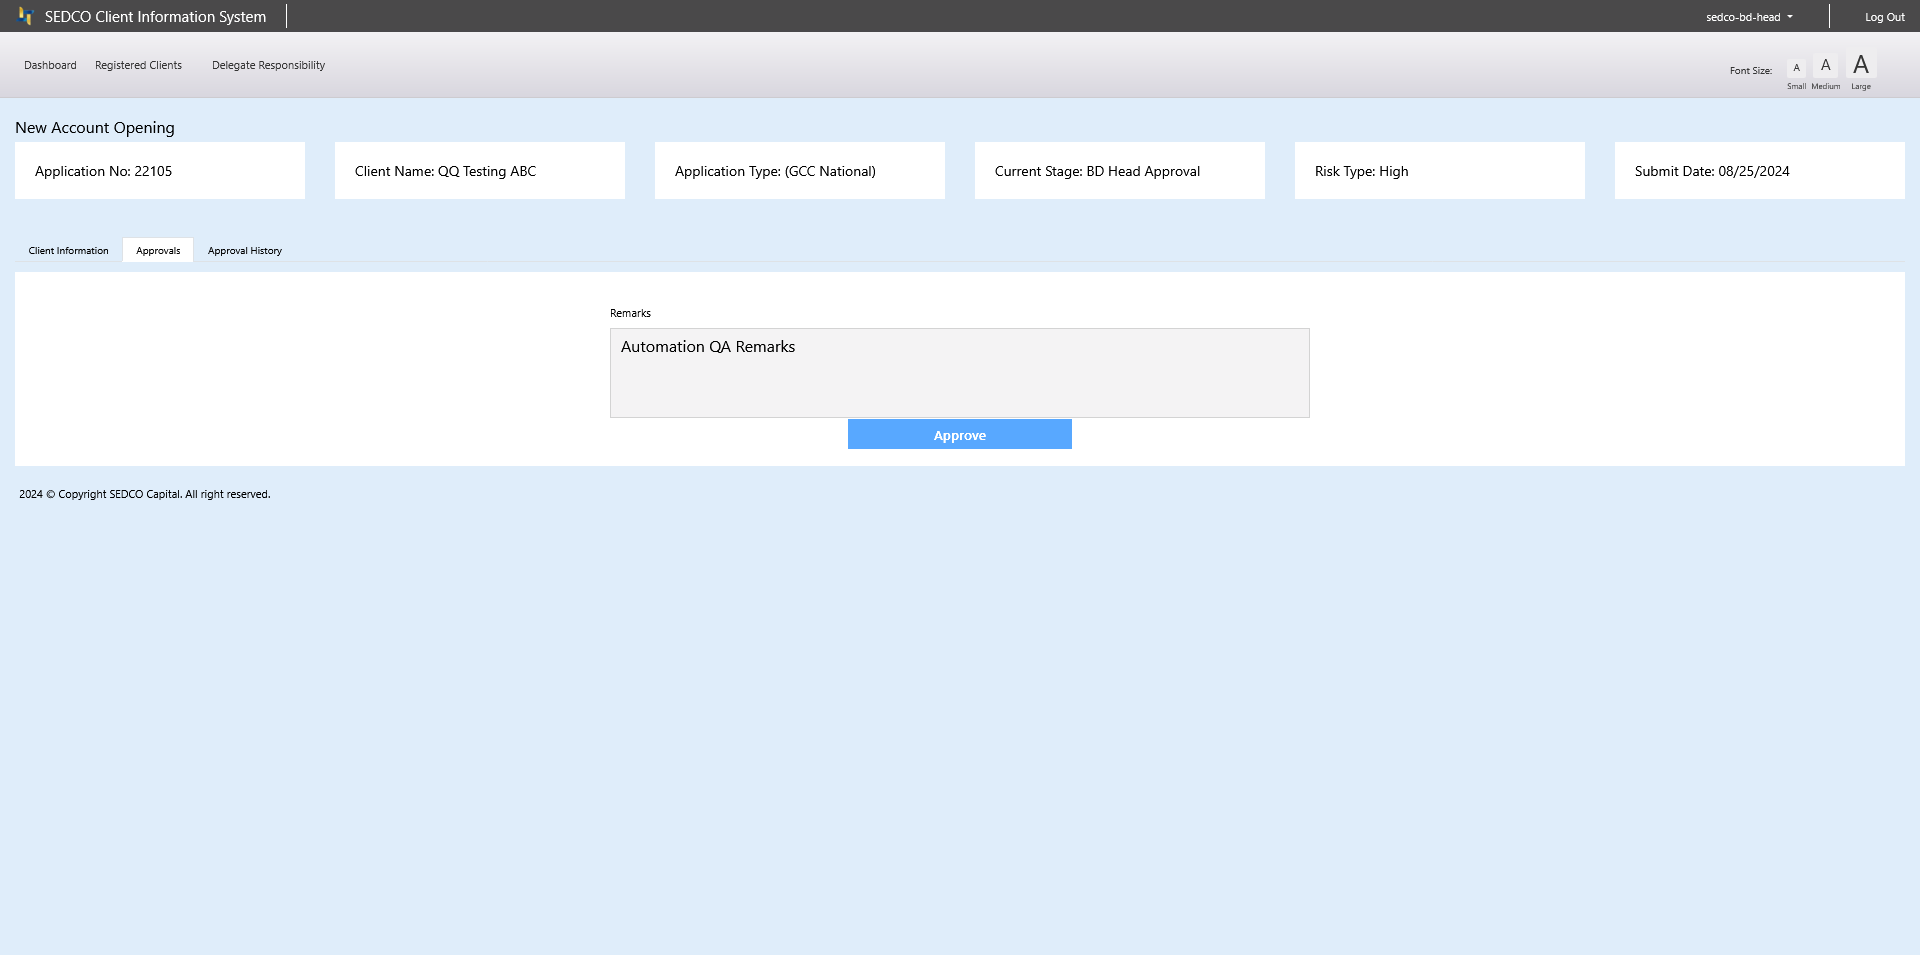 SEDCO Client Information System
sedco-bd-head
Log Out
Dashboard
Registered Clients
Delegate Responsibility
Font Size:
A
Small
A
Medium
A
Large
New Account Opening
Application No: 22105
Client Name: QQ Testing ABC
Application Type: (GCC National)
Current Stage: BD Head Approval
Risk Type: High
Submit Date: 08/25/2024
Client Information
Approvals
Approval History
Remarks
Automation QA Remarks
Approve
2024 © Copyright SEDCO Capital. All right reserved.